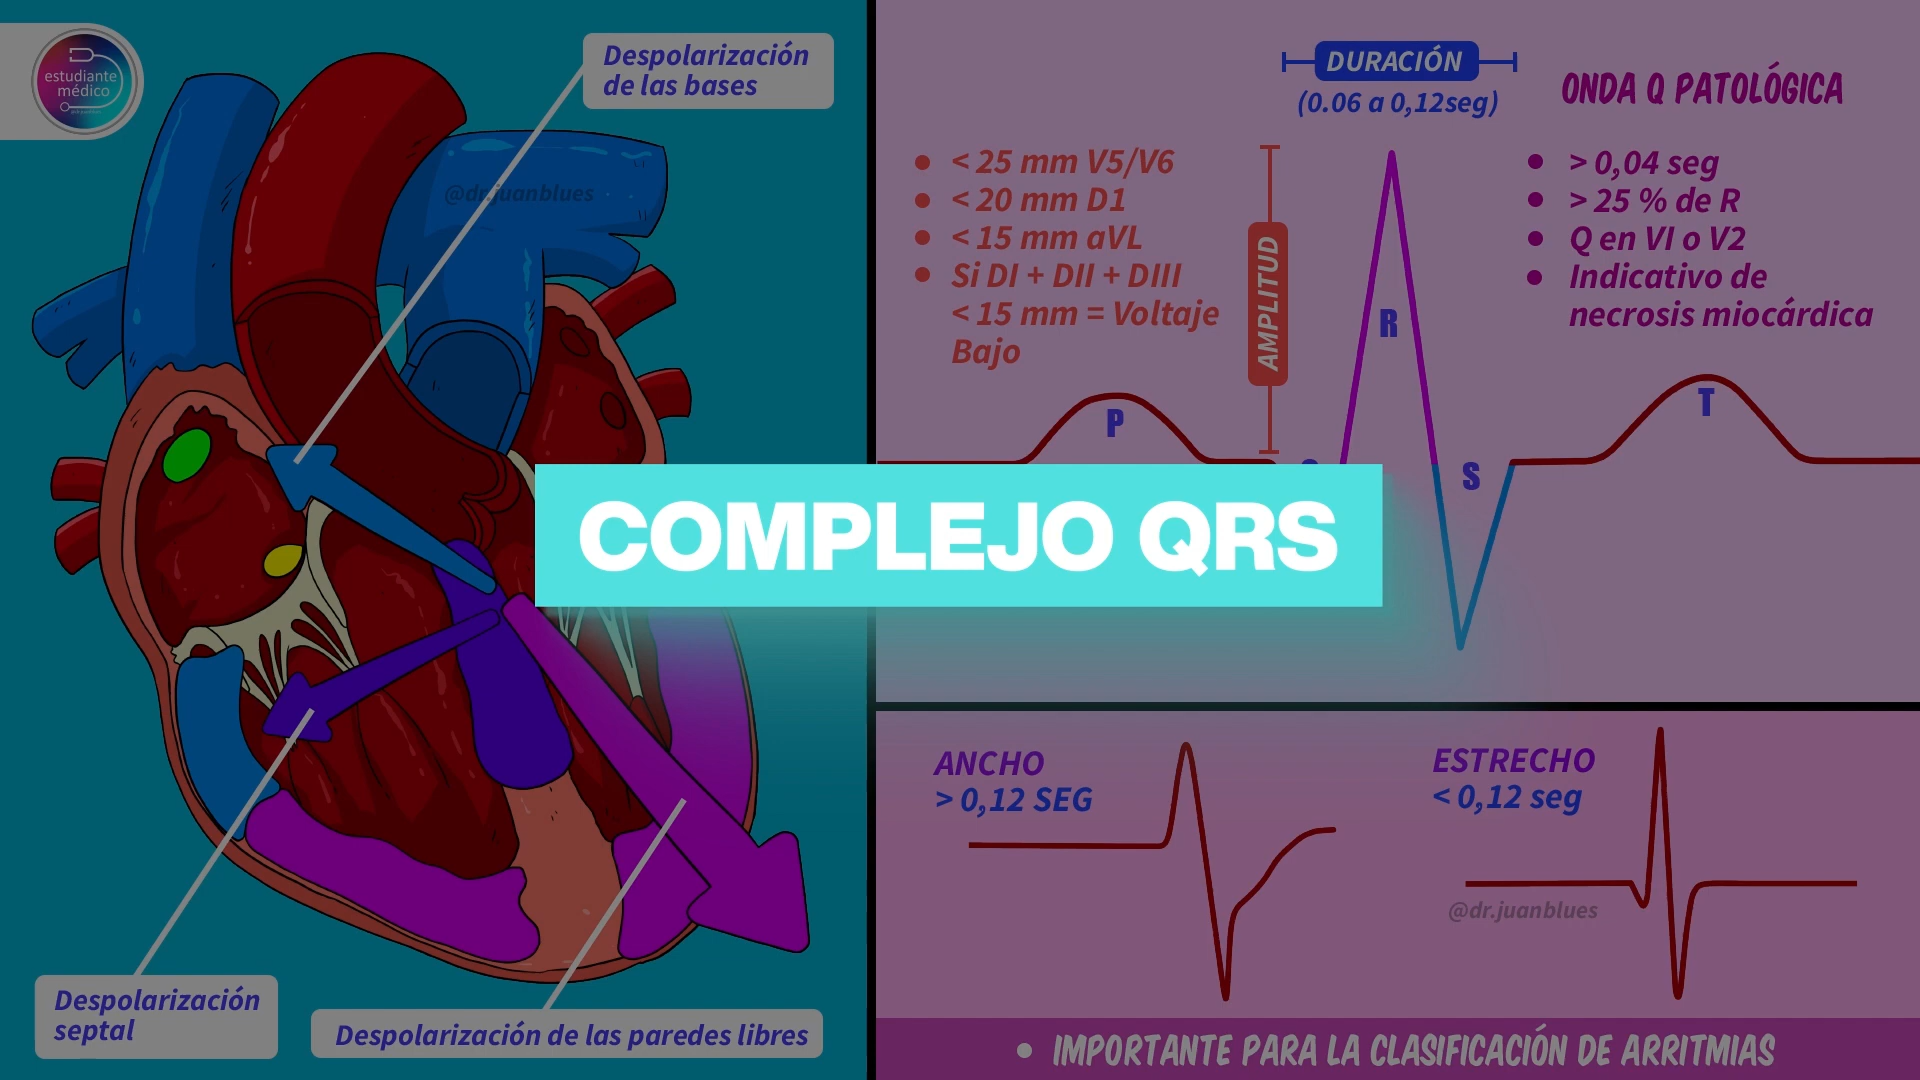 estudiante
médico
Despolarización
de las bases
@dr.juanblues
Despolarización
septal
Despolarización de las paredes libres
DURACIÓN
(0.06 a 0,12seg)
ONDA Q PATOLÓGICA
< 25 mm V5/V6
< 20 mm D1
< 15 mm aVL
Si DI + DII + DIII
< 15 mm = Voltaje
Bajo
AMPLITUD
> 0,04 seg
> 25 % de R
Q en VI o V2
Indicativo de
necrosis miocárdica
P
R
S
T
COMPLEJO QRS
ANCHO
> 0,12 SEG
ESTRECHO
< 0,12 seg
@dr.juanblues
IMPORTANTE PARA LA CLASIFICACIÓN DE ARRITMIAS